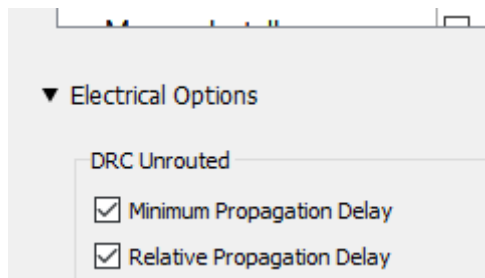 Electrical Options
DRC Unrouted
Minimum Propagation Delay
Relative Propagation Delay